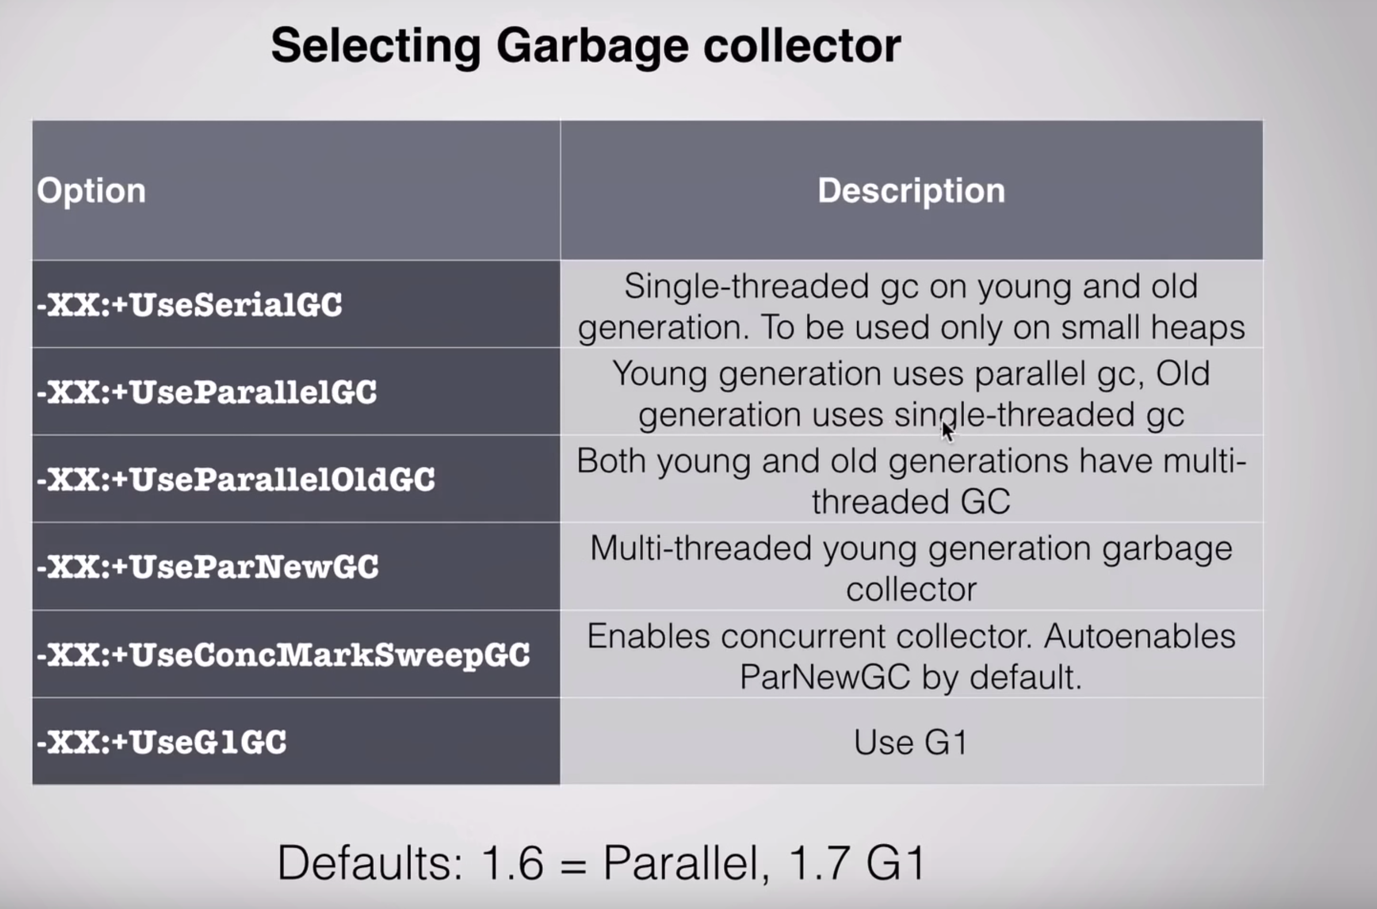 Selecting Garbage collector
Option
Description
-XX:+UseSerialGC
Single-threaded gc on young and old
generation. To be used only on small heaps
-XX:+UseParallelGC
Young generation uses parallel gc, Old
generation uses single-threaded gc
-XX:+UseParallelOldGC
Both young and old generations have multi-
threaded GC
-XX:+UseParNewGC
Multi-threaded young generation garbage
collector
-XX:+UseConcMarkSweepGC
Enables concurrent collector. Autoenables
ParNewGC by default.
-XX:+UseG1GC
Use G1
Defaults: 1.6 = Parallel, 1.7 G1